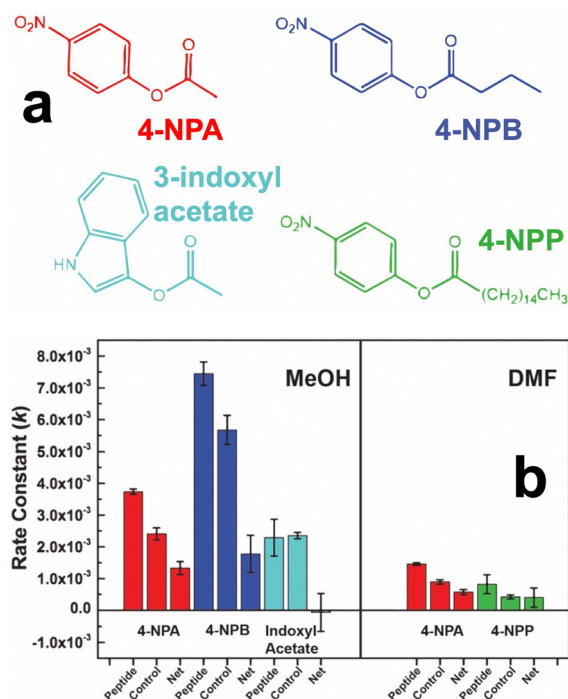 a
O₂N
O
O
4-NPA
O₂N
O
O
4-NPB
3-indoxyl
acetate
HN
O
O
O₂N
O
O
(CH₂)₁₄CH₃
4-NPP
b
Rate Constant (k)
8.0x10⁻³
7.0x10⁻³
6.0x10⁻³
5.0x10⁻³
4.0x10⁻³
3.0x10⁻³
2.0x10⁻³
1.0x10⁻³
0.0
-1.0x10⁻³
MeOH
DMF
4-NPA
4-NPB
Indoxyl
Acetate
4-NPA
4-NPP
Peptide
Control
Net
Peptide
Control
Net
Peptide
Control
Net
Peptide
Control
Net
Peptide
Control
Net